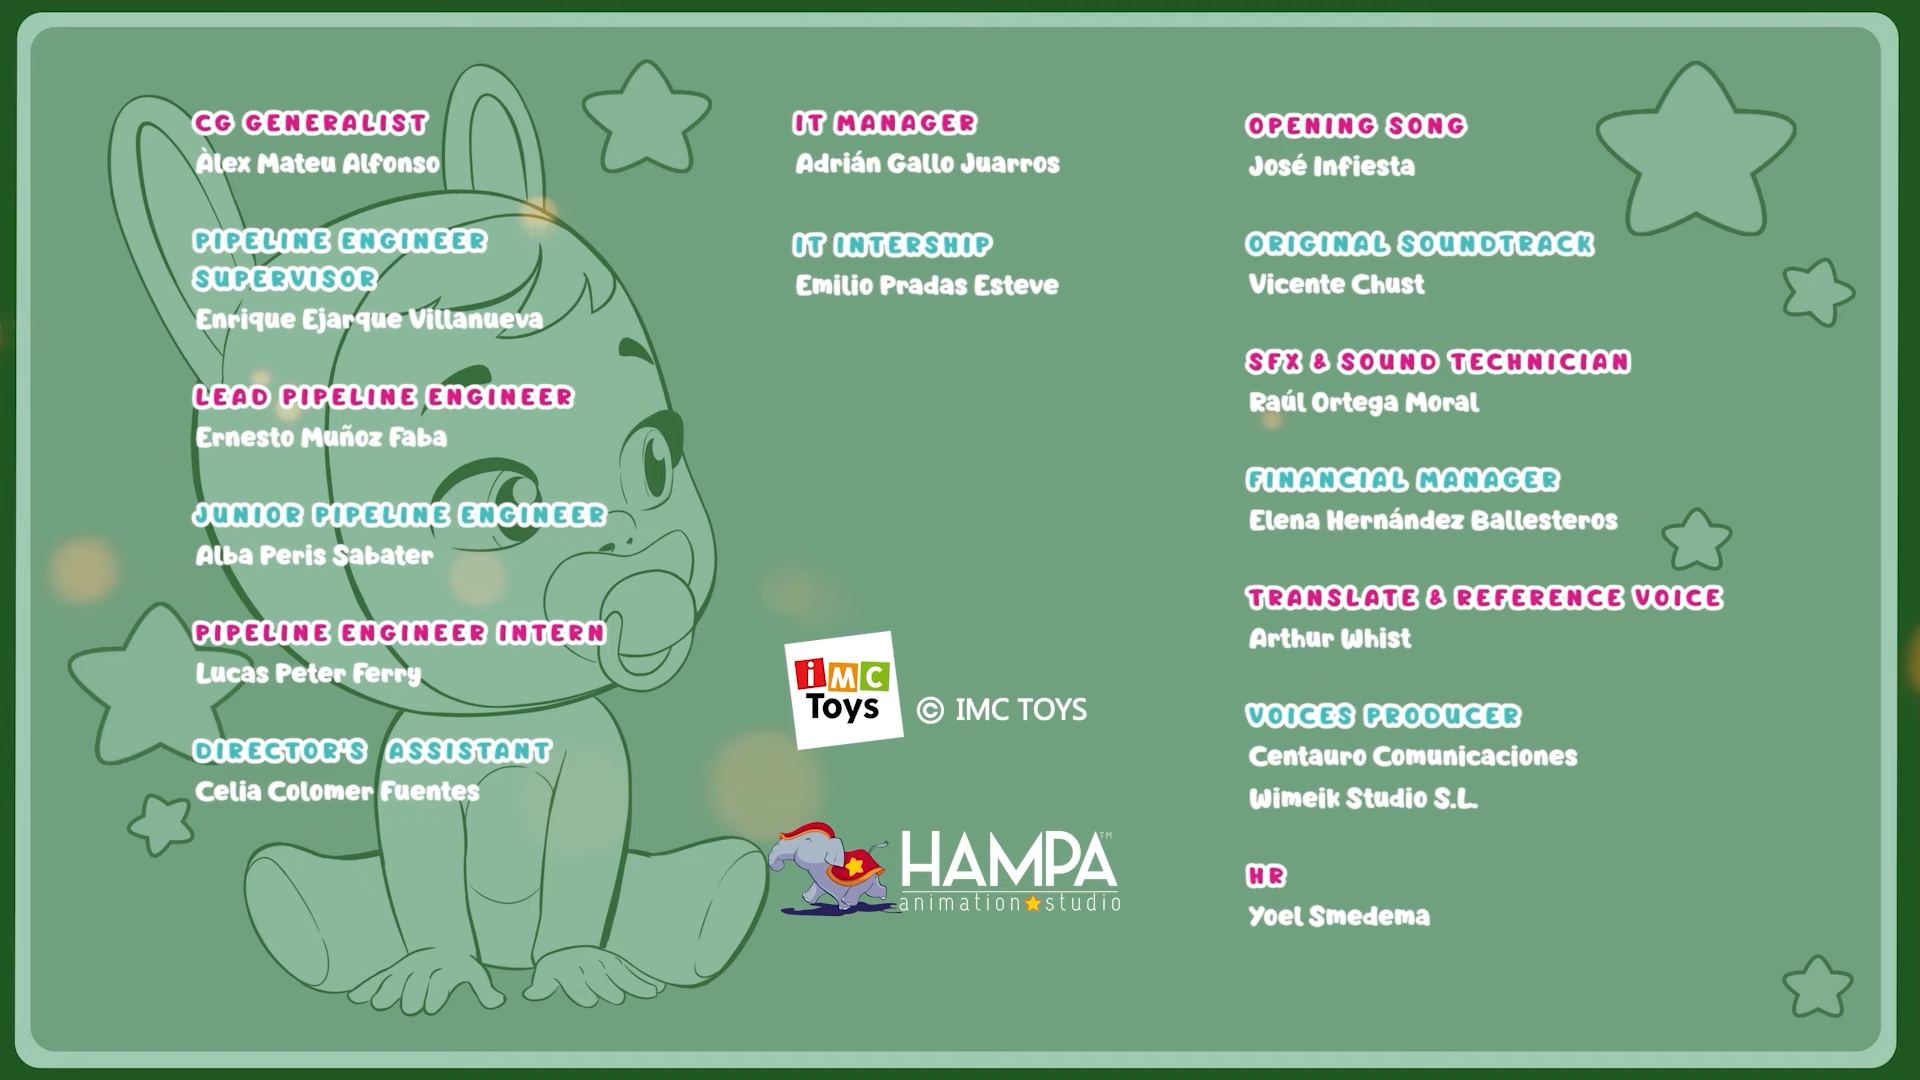 CG GENERALIST
Àlex Mateu Alfonso
PIPELINE ENGINEER
SUPERVISOR
Enrique Ejarque Villanueva
LEAD PIPELINE ENGINEER
Ernesto Muñoz Faba
JUNIOR PIPELINE ENGINEER
Alba Peris Sabater
PIPELINE ENGINEER INTERN
Lucas Peter Ferry
DIRECTOR'S ASSISTANT
Celia Colomer Fuentes
IT MANAGER
Adrián Gallo Juarros
IT INTERSHIP
Emilio Pradas Esteve
iMC
Toys
© IMC TOYS
HAMPA™
animation studio
OPENING SONG
José Infiesta
ORIGINAL SOUNDTRACK
Vicente Chust
SFX & SOUND TECHNICIAN
Raúl Ortega Moral
FINANCIAL MANAGER
Elena Hernández Ballesteros
TRANSLATE & REFERENCE VOICE
Arthur Whist
VOICES PRODUCER
Centauro Comunicaciones
Wimeik Studio S.L.
HR
Yoel Smedema